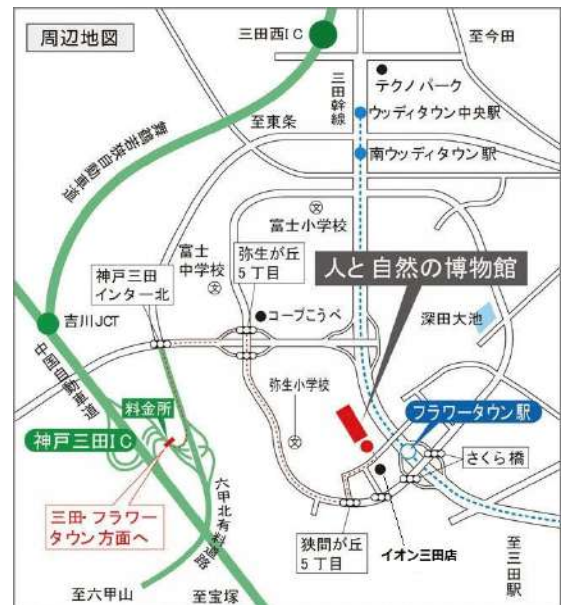 周辺地図
三田西IC
至今田
三田幹線
テクノパーク
ウッディタウン中央駅
至東条
南ウッディタウン駅
舞鶴若狭自動車道
富士小学校
富士
中学校
弥生が丘
5丁目
人と自然の博物館
神戸三田
インター北
コープこうべ
深田大池
吉川JCT
中国自動車道
料金所
弥生小学校
フラワータウン駅
神戸三田IC
さくら橋
三田・フラワー
タウン方面へ
六甲北有料道路
狭間が丘
5丁目
イオン三田店
至三田駅
至六甲山
至宝塚